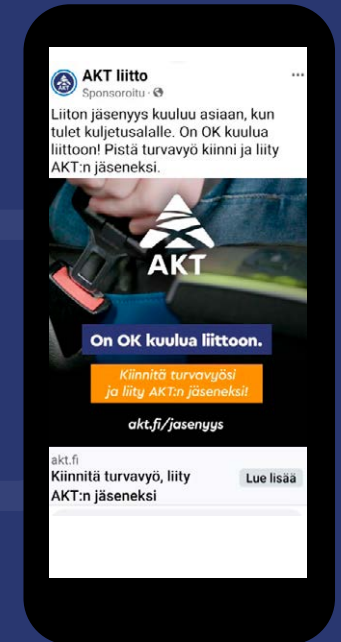 AKT liitto
Sponsoroitu ·
Liiton jäsenyys kuuluu asiaan, kun
tulet kuljetusalalle. On OK kuulua
liittoon! Pistä turvavyö kiinni ja liity
AKT:n jäseneksi.
AKT
On OK kuulua liittoon.
Kiinnitä turvavyösi
ja liity AKT:n jäseneksi!
akt.fi/jasenyys
akt.fi
Kiinnitä turvavyö, liity
AKT:n jäseneksi
Lue lisää